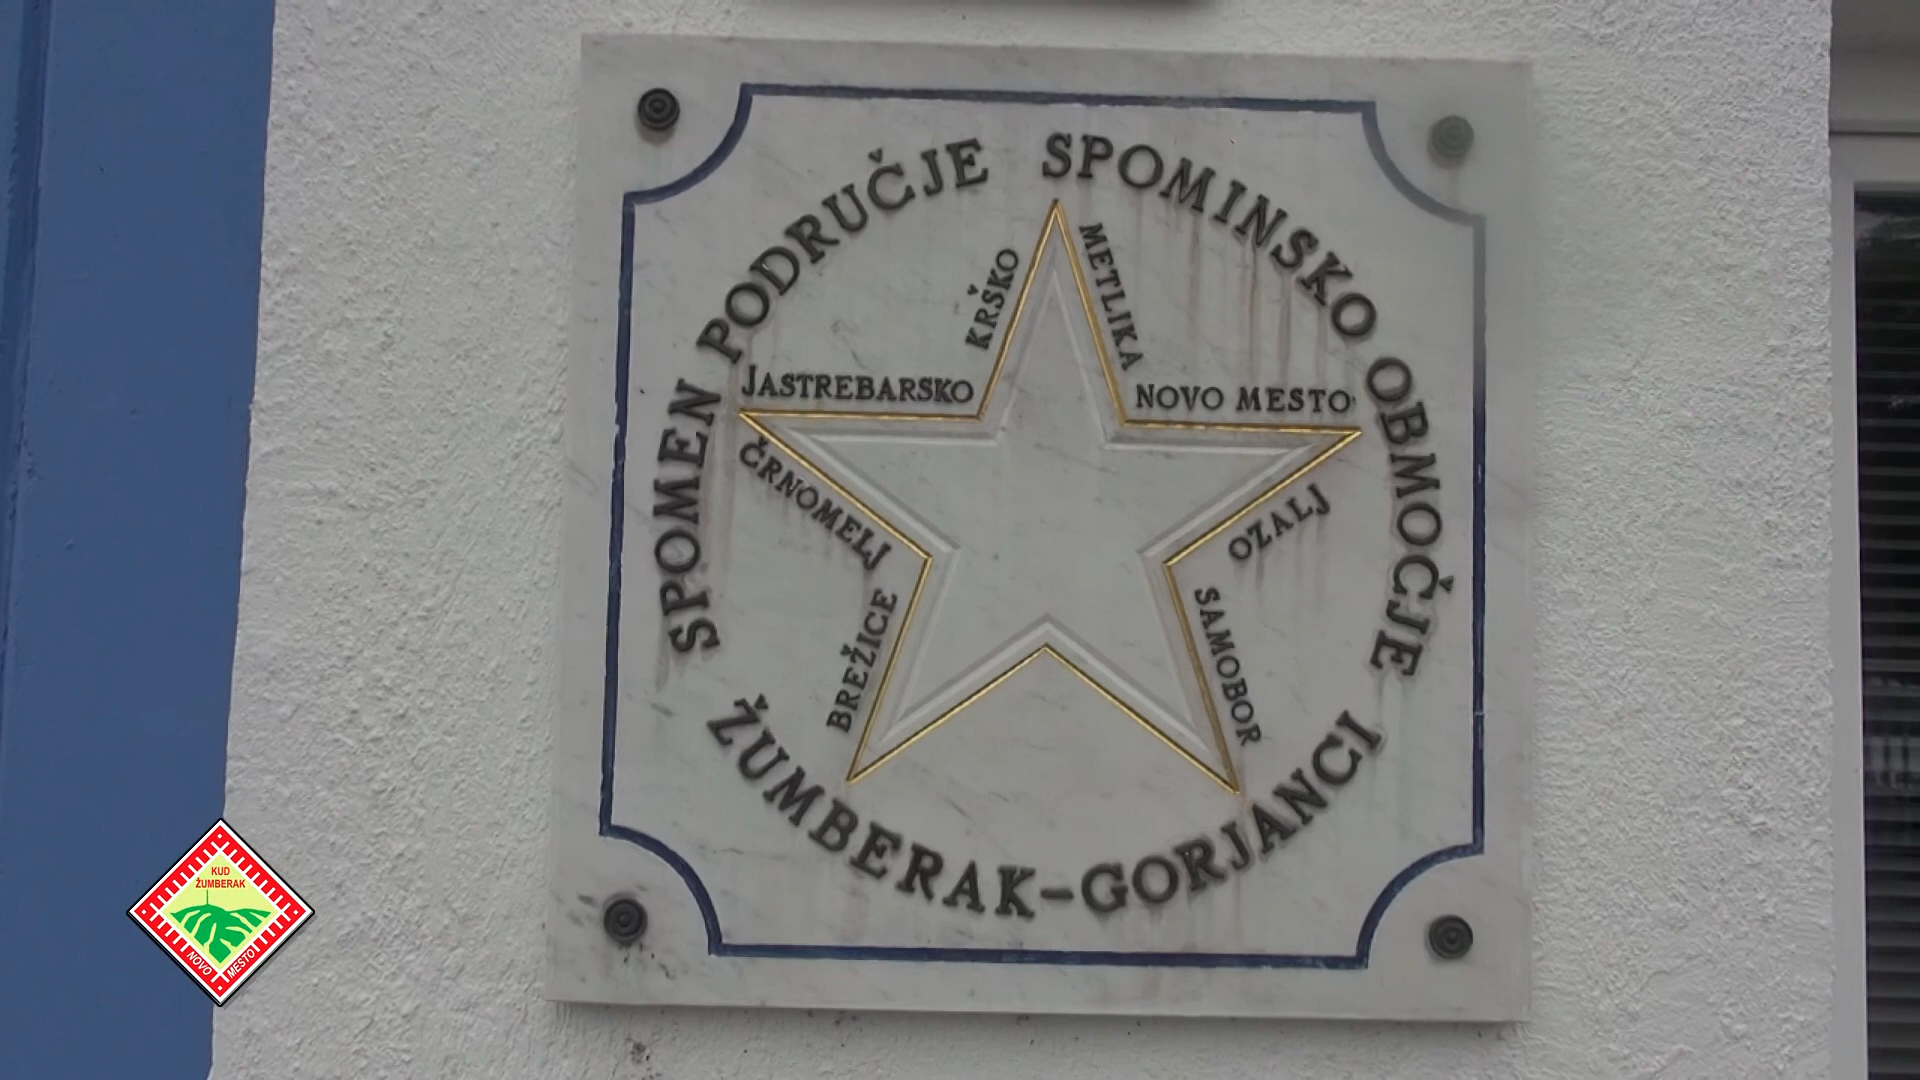 SPOMEN PODRUČJE SPOMINSKO OBMOČJE
KRŠKO
METLIKA
JASTREBARSKO
NOVO MESTO
ČRNOMELJ
OZALJ
BREŽICE
SAMOBOR
ŽUMBERAK-GORJANCI
KUD
ŽUMBERAK
NOVO MESTO